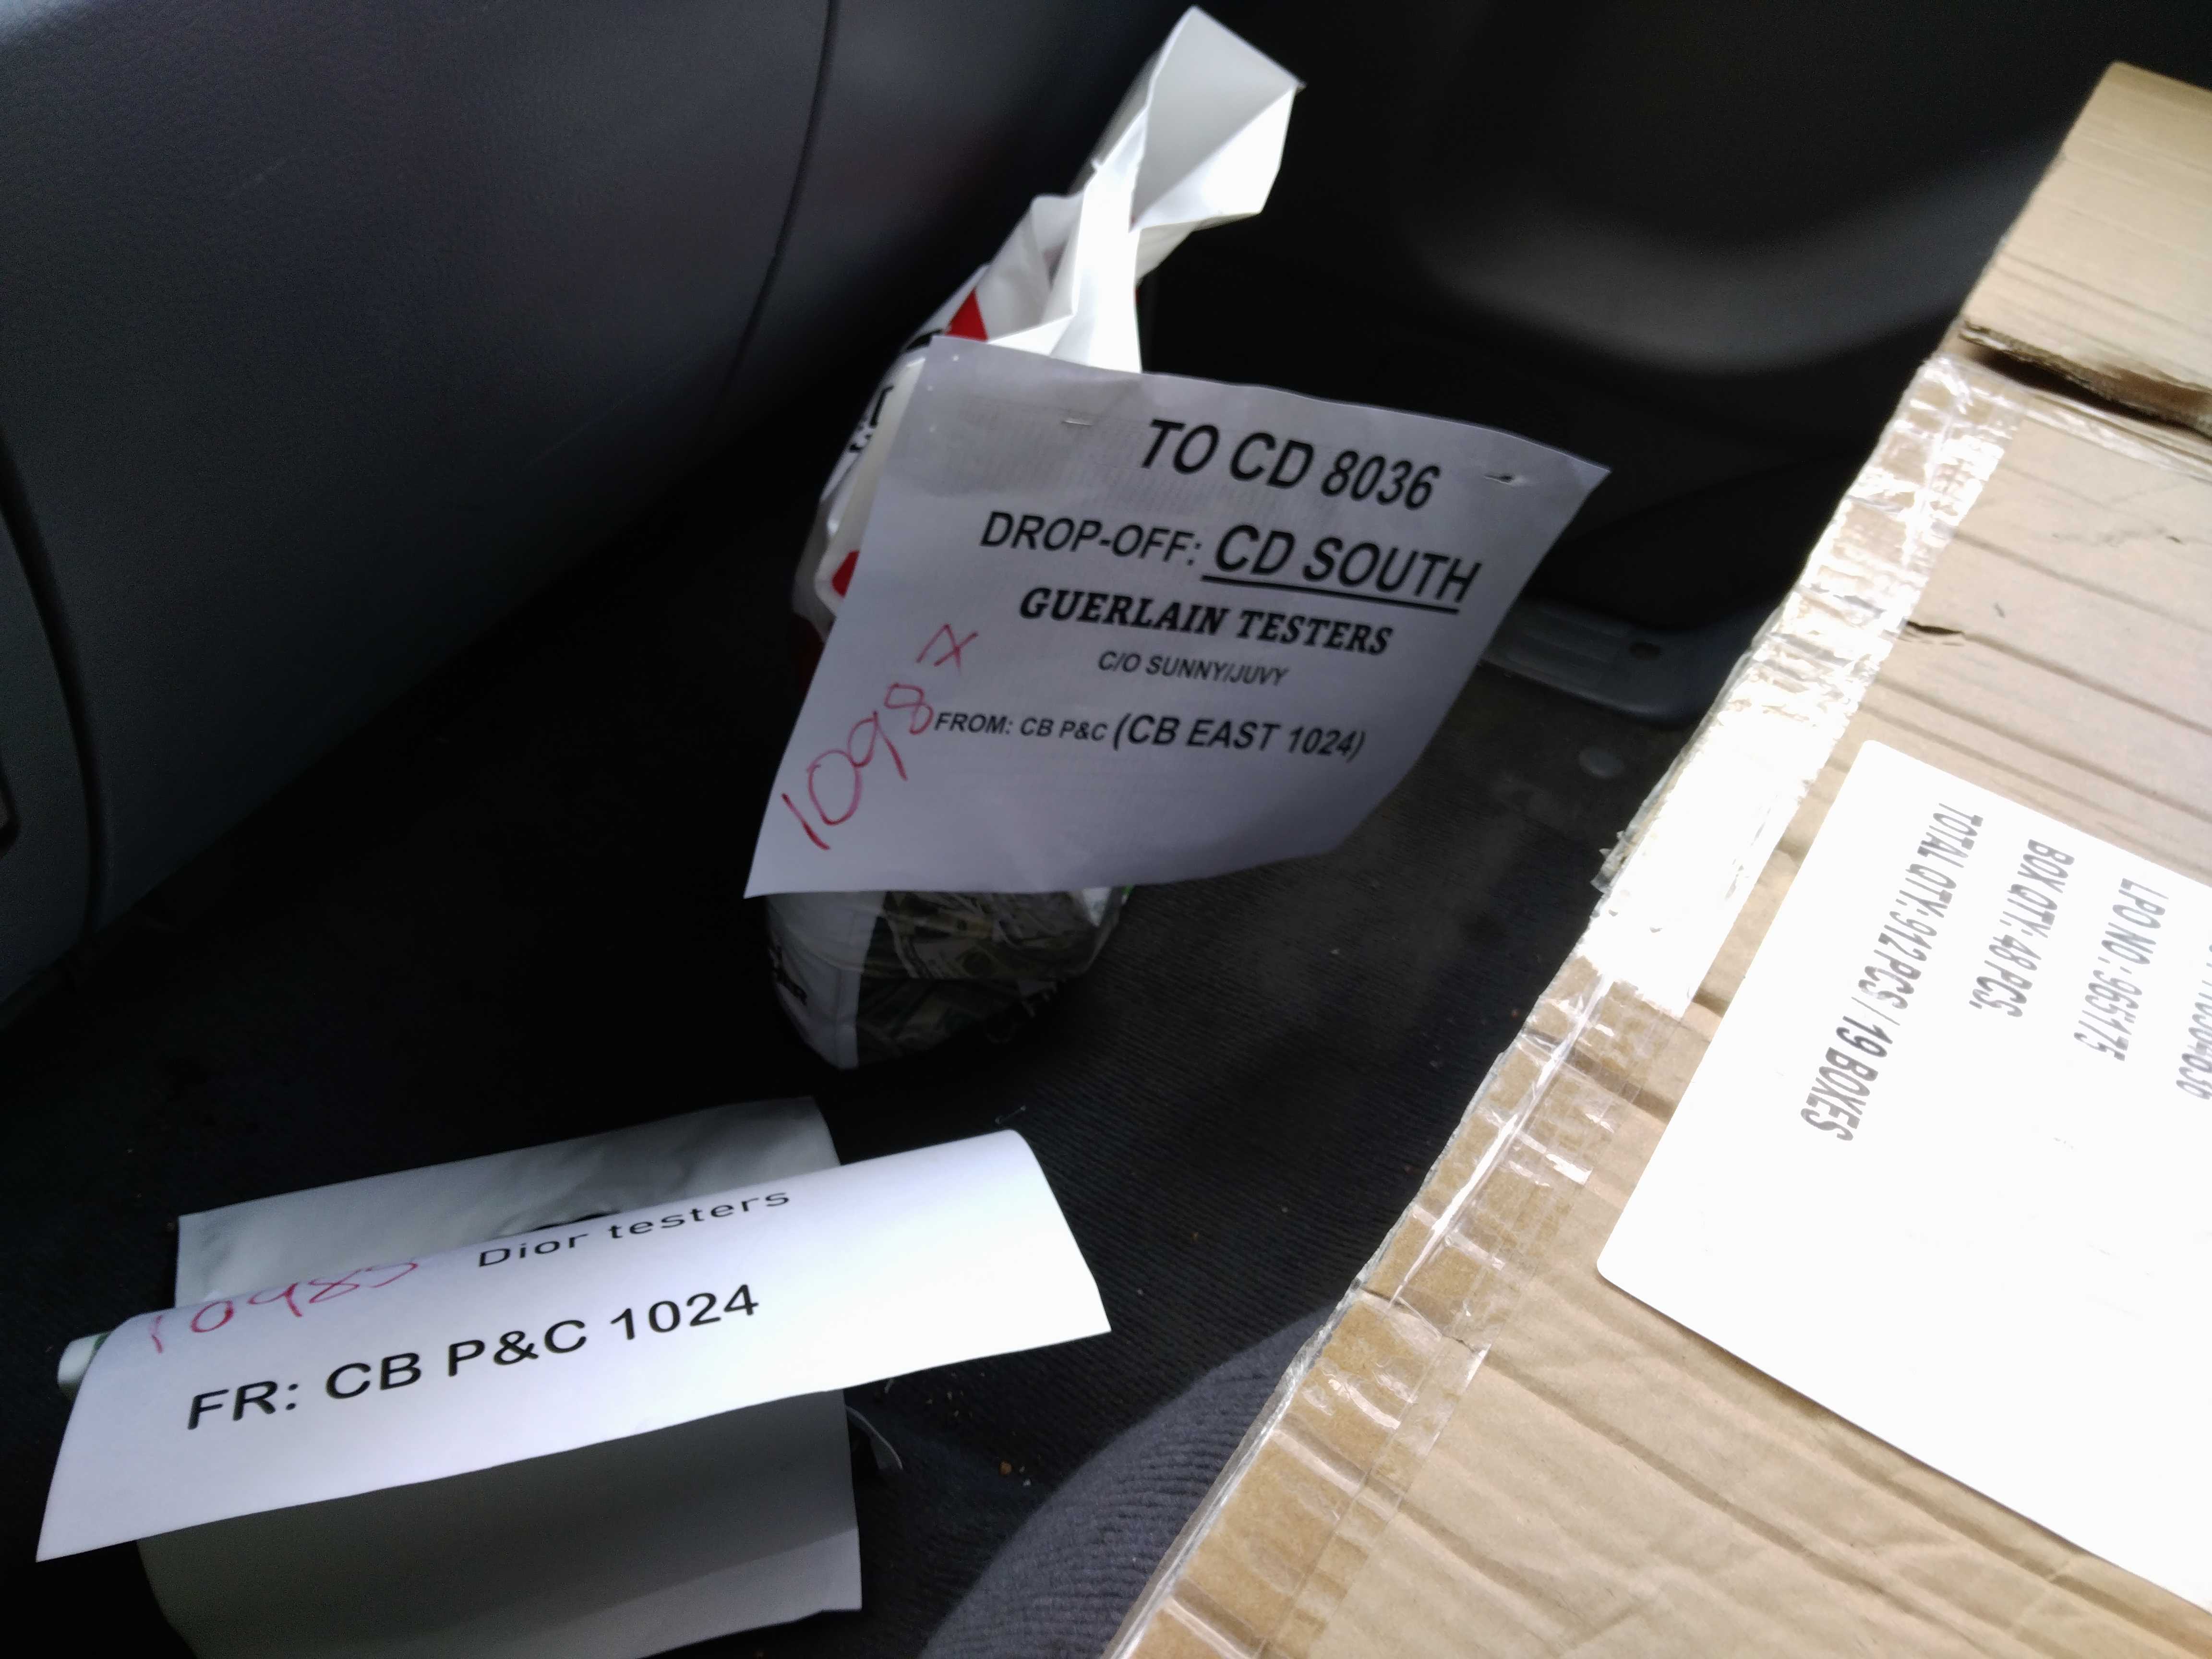 TO CD 8036
DROP-OFF: CD SOUTH
GUERLAIN TESTERS
C/O SUNNY/JUVY
FROM: CB P&C (CB EAST 1024)
Dior testers
FR: CB P&C 1024
LPO NO.: 965175
BOX QTY: 48 PCS.
TOTAL QTY: 912 PCS / 19 BOXES